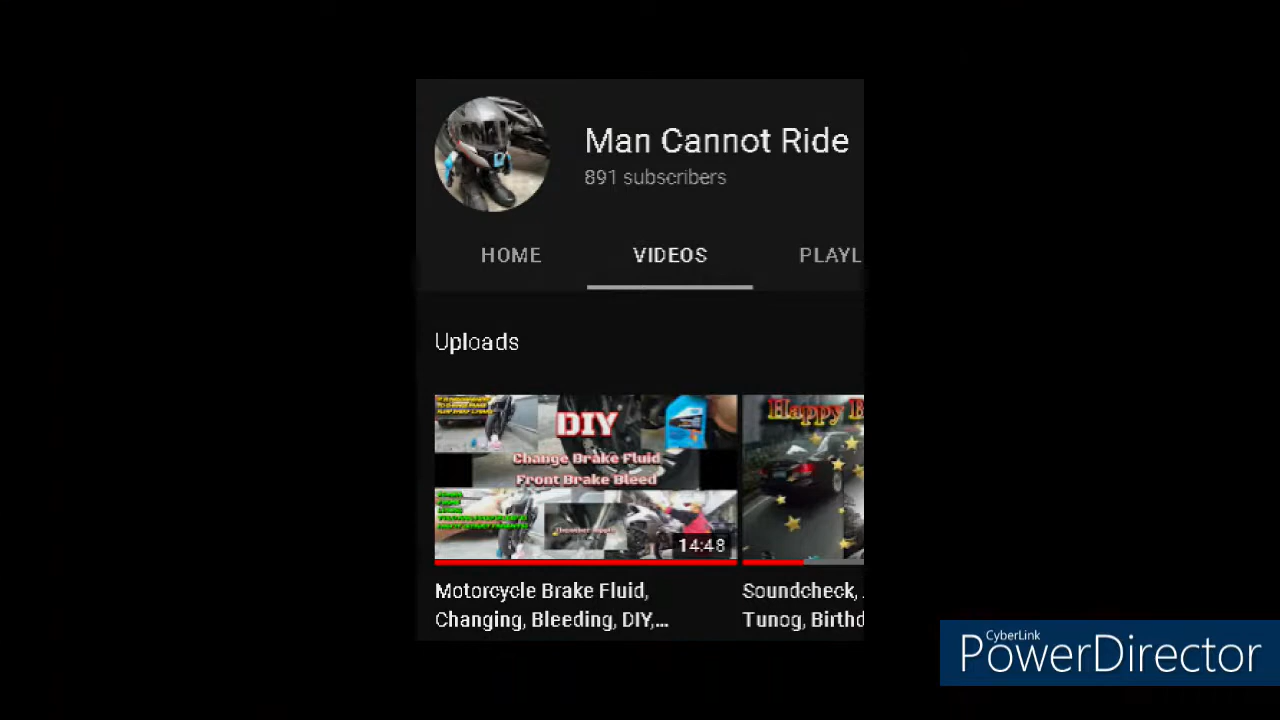 Man Cannot Ride
891 subscribers
HOME VIDEOS PLAYL
Uploads
DIY
Change Brake Fluid
Front Brake Bleed
14:48
Happy B
Motorcycle Brake Fluid,
Changing, Bleeding, DIY,...
Soundcheck,
Tunog, Birthd
CyberLink
PowerDirector